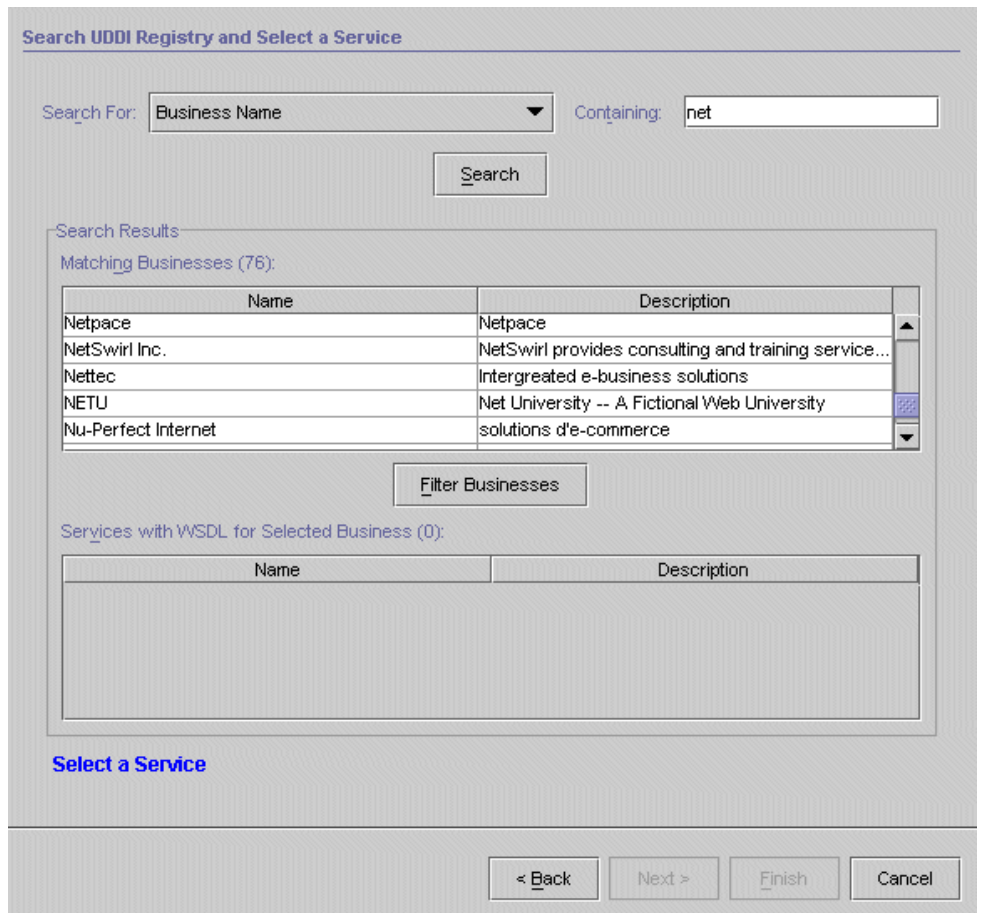 Search UDDI Registry and Select a Service
Search For: Business Name Containing: net
Search
Search Results
Matching Businesses (76):
Name Description
Netpace Netpace
NetSwirl Inc. NetSwirl provides consulting and training service...
Nettec Intergreated e-business solutions
NETU Net University -- A Fictional Web University
Nu-Perfect Internet solutions d'e-commerce
Filter Businesses
Services with WSDL for Selected Business (0):
Name Description
Select a Service
< Back Next > Finish Cancel